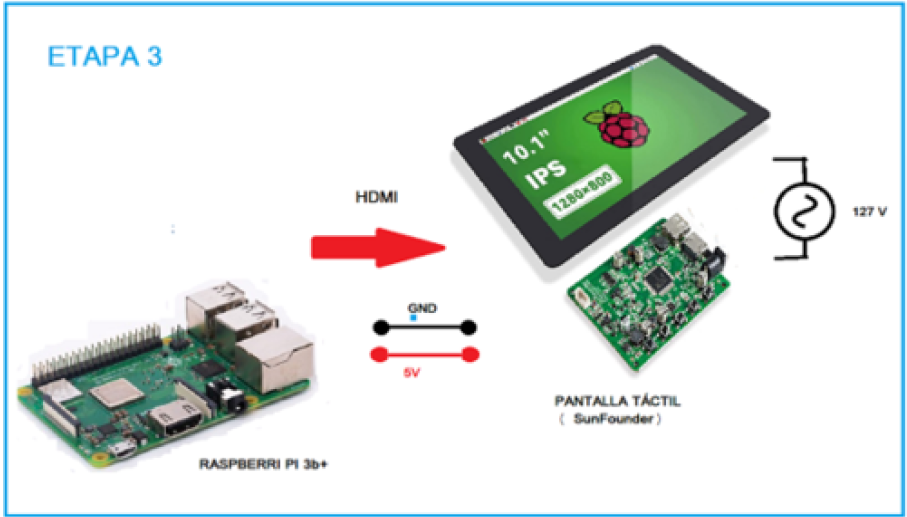 ETAPA 3
10.1"
IPS
1280×800
HDMI
127 V
GND
5V
PANTALLA TÁCTIL
( SunFounder )
RASPBERRI PI 3b+